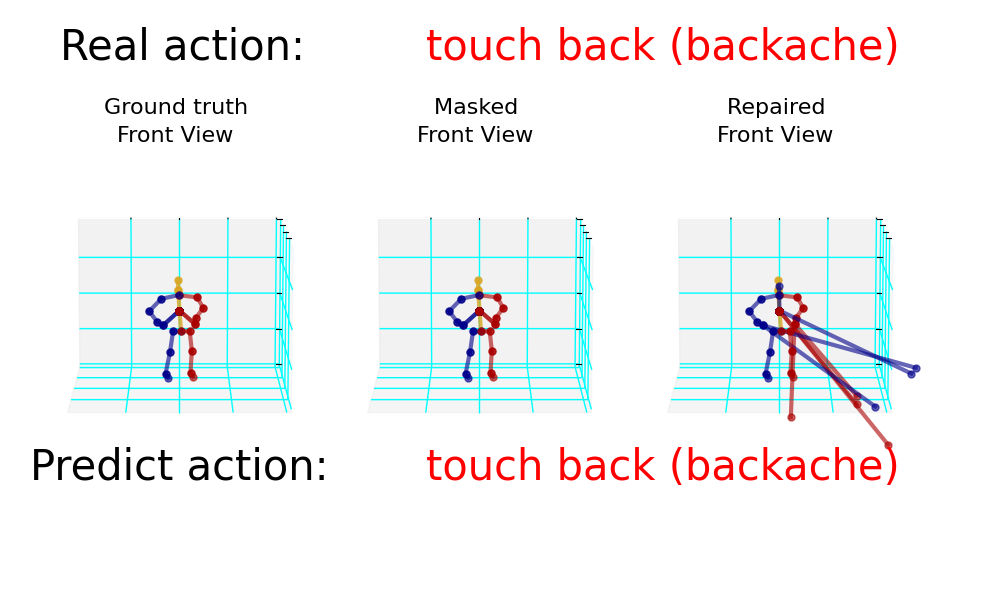 Real action: touch back (backache)
Ground truth Masked Repaired
Front View Front View Front View
Predict action: touch back (backache)